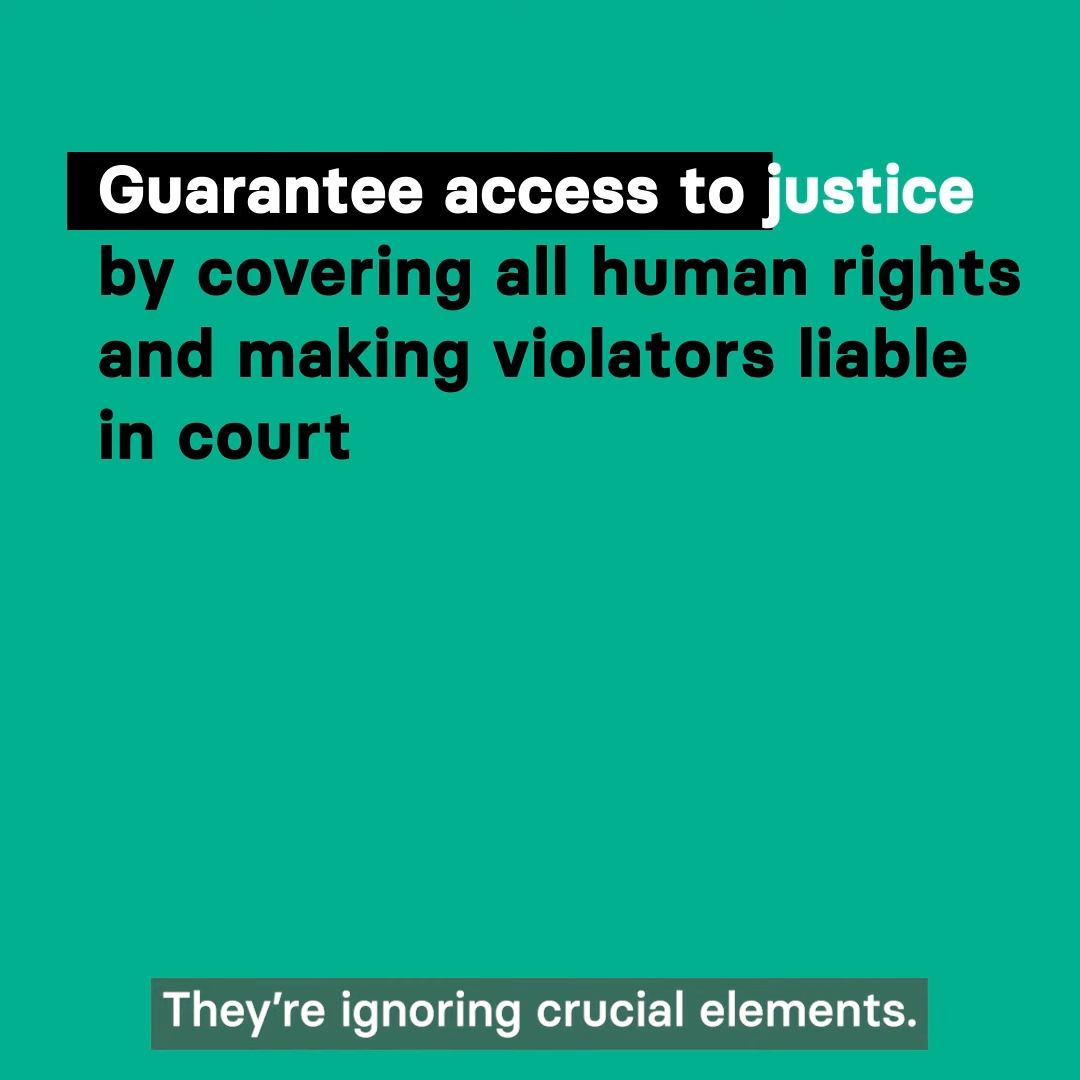 Guarantee access to justice
by covering all human rights
and making violators liable
in court
They’re ignoring crucial elements.